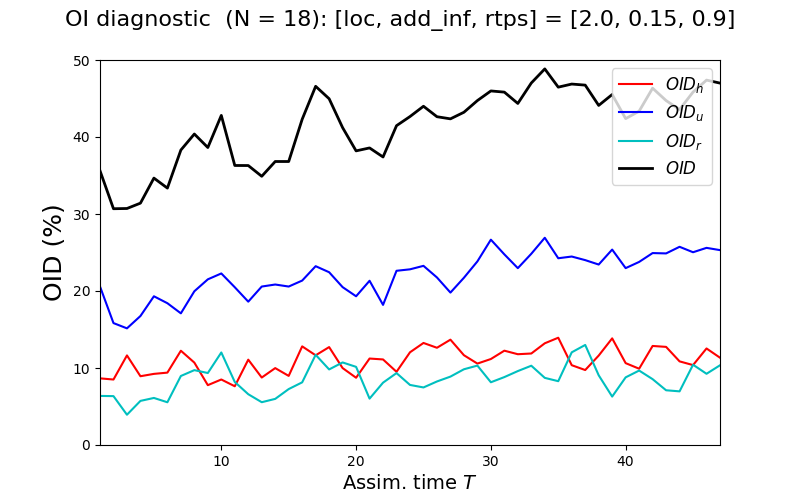 OI diagnostic (N = 18): [loc, add_inf, rtps] = [2.0, 0.15, 0.9]
50
40
30
20
10
0
OID (%)
OID_h
OID_u
OID_r
OID
10 20 30 40
Assim. time T